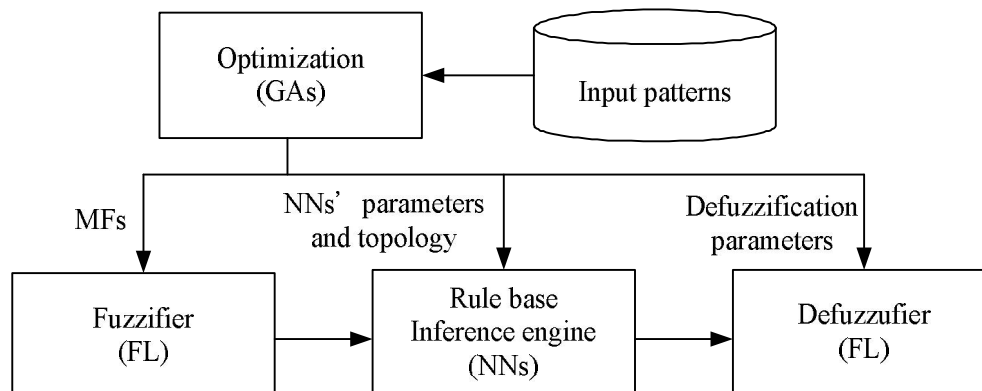 Optimization
(GAs)
Input patterns
MFs
NNs’ parameters
and topology
Defuzzification
parameters
Fuzzifier
(FL)
Rule base
Inference engine
(NNs)
Defuzzufier
(FL)